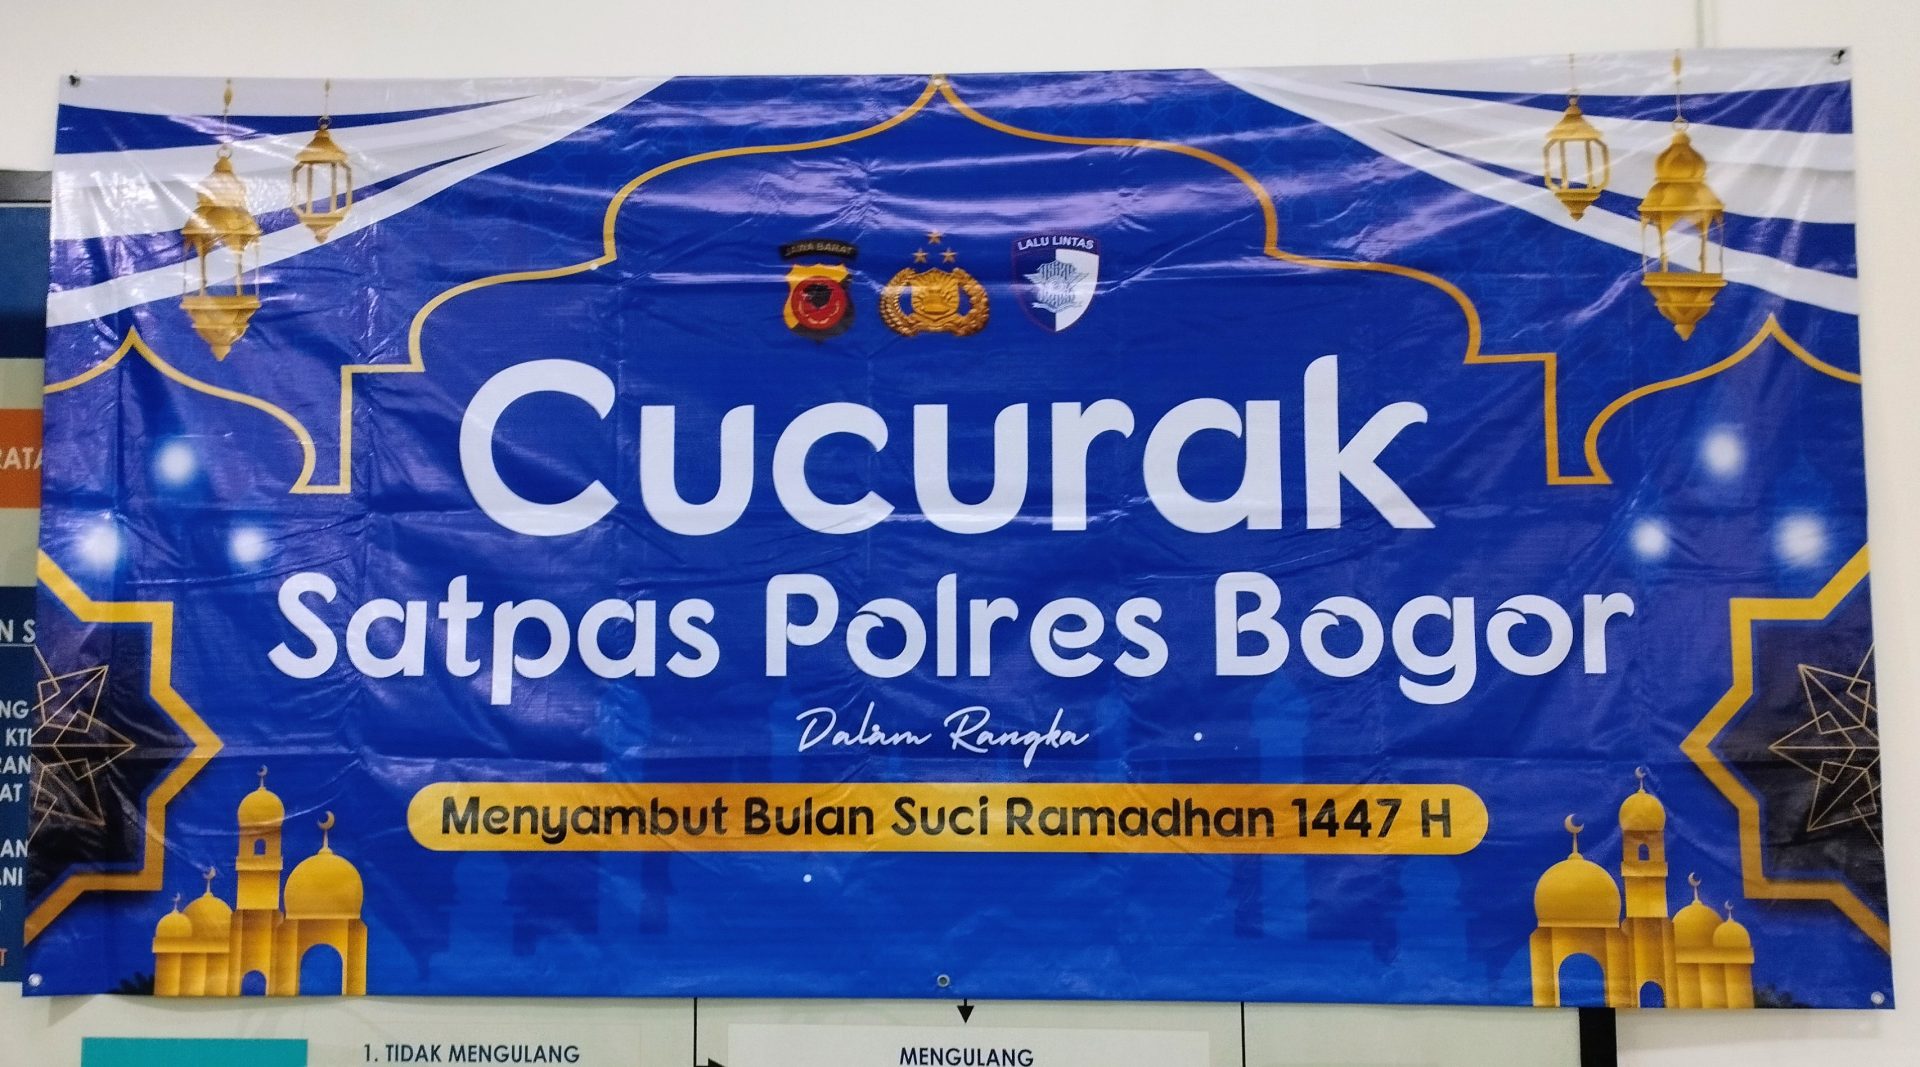 JAWA BARAT
LALU LINTAS
Cucurak
Satpas Polres Bogor
Dalam Rangka
Menyambut Bulan Suci Ramadhan 1447 H
1. TIDAK MENGULANG
MENGULANG